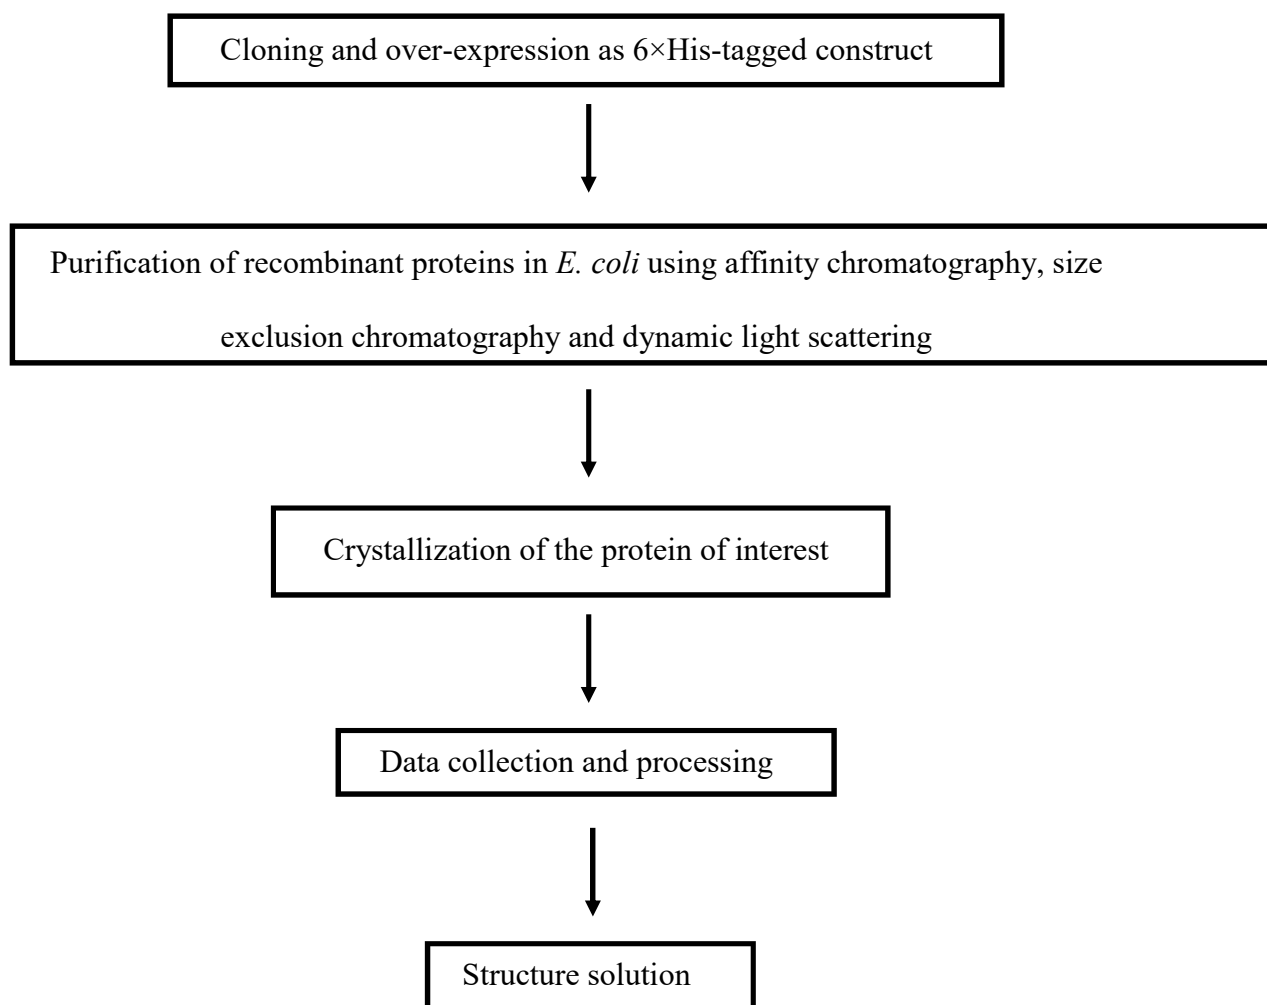 Cloning and over-expression as 6×His-tagged construct
Purification of recombinant proteins in E. coli using affinity chromatography, size
exclusion chromatography and dynamic light scattering
Crystallization of the protein of interest
Data collection and processing
Structure solution